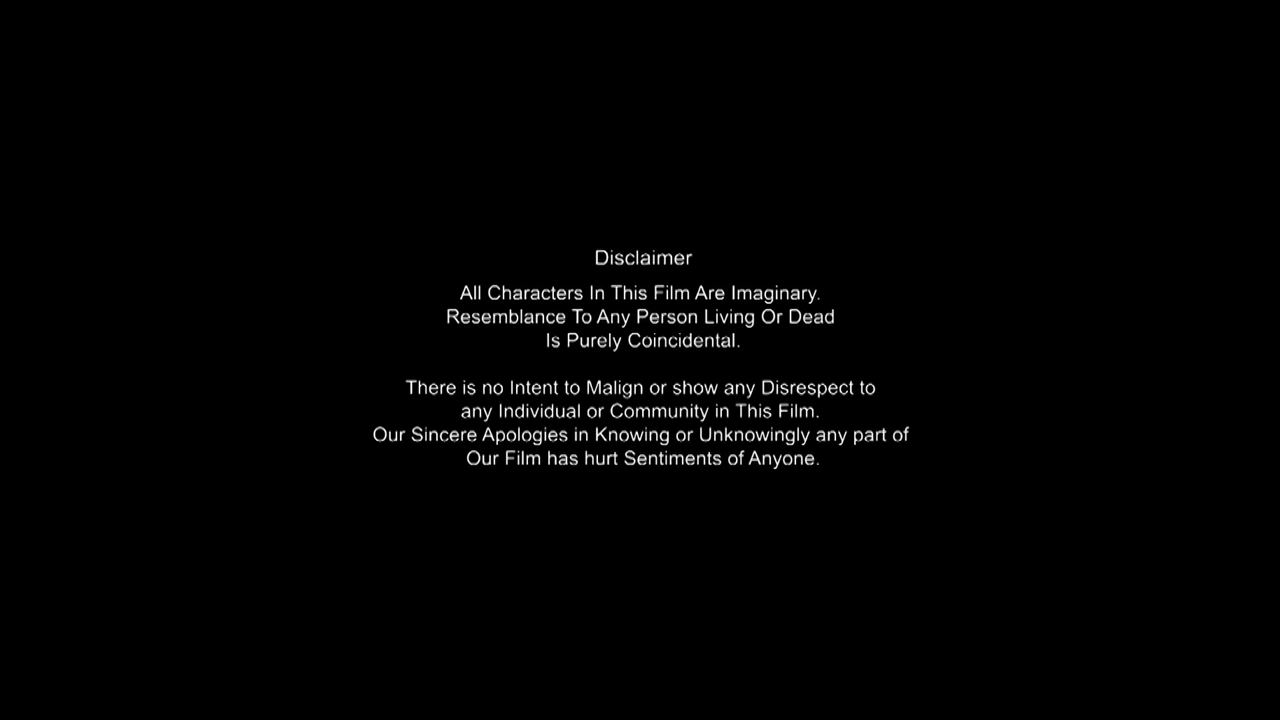 Disclaimer
All Characters In This Film Are Imaginary.
Resemblance To Any Person Living Or Dead
Is Purely Coincidental.
There is no Intent to Malign or show any Disrespect to
any Individual or Community in This Film.
Our Sincere Apologies in Knowing or Unknowingly any part of
Our Film has hurt Sentiments of Anyone.